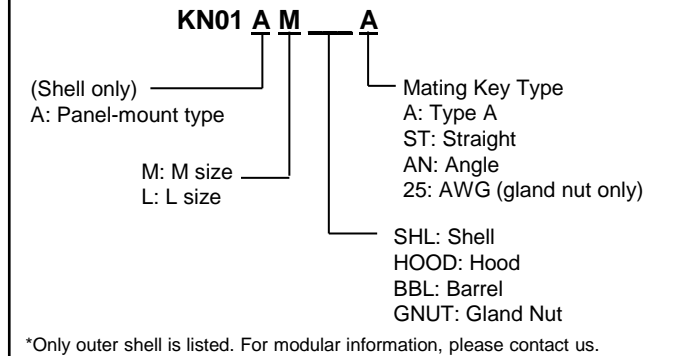 KN01 A M ___ A
(Shell only)
A: Panel-mount type
M: M size
L: L size
Mating Key Type
A: Type A
ST: Straight
AN: Angle
25: AWG (gland nut only)
SHL: Shell
HOOD: Hood
BBL: Barrel
GNUT: Gland Nut
*Only outer shell is listed. For modular information, please contact us.